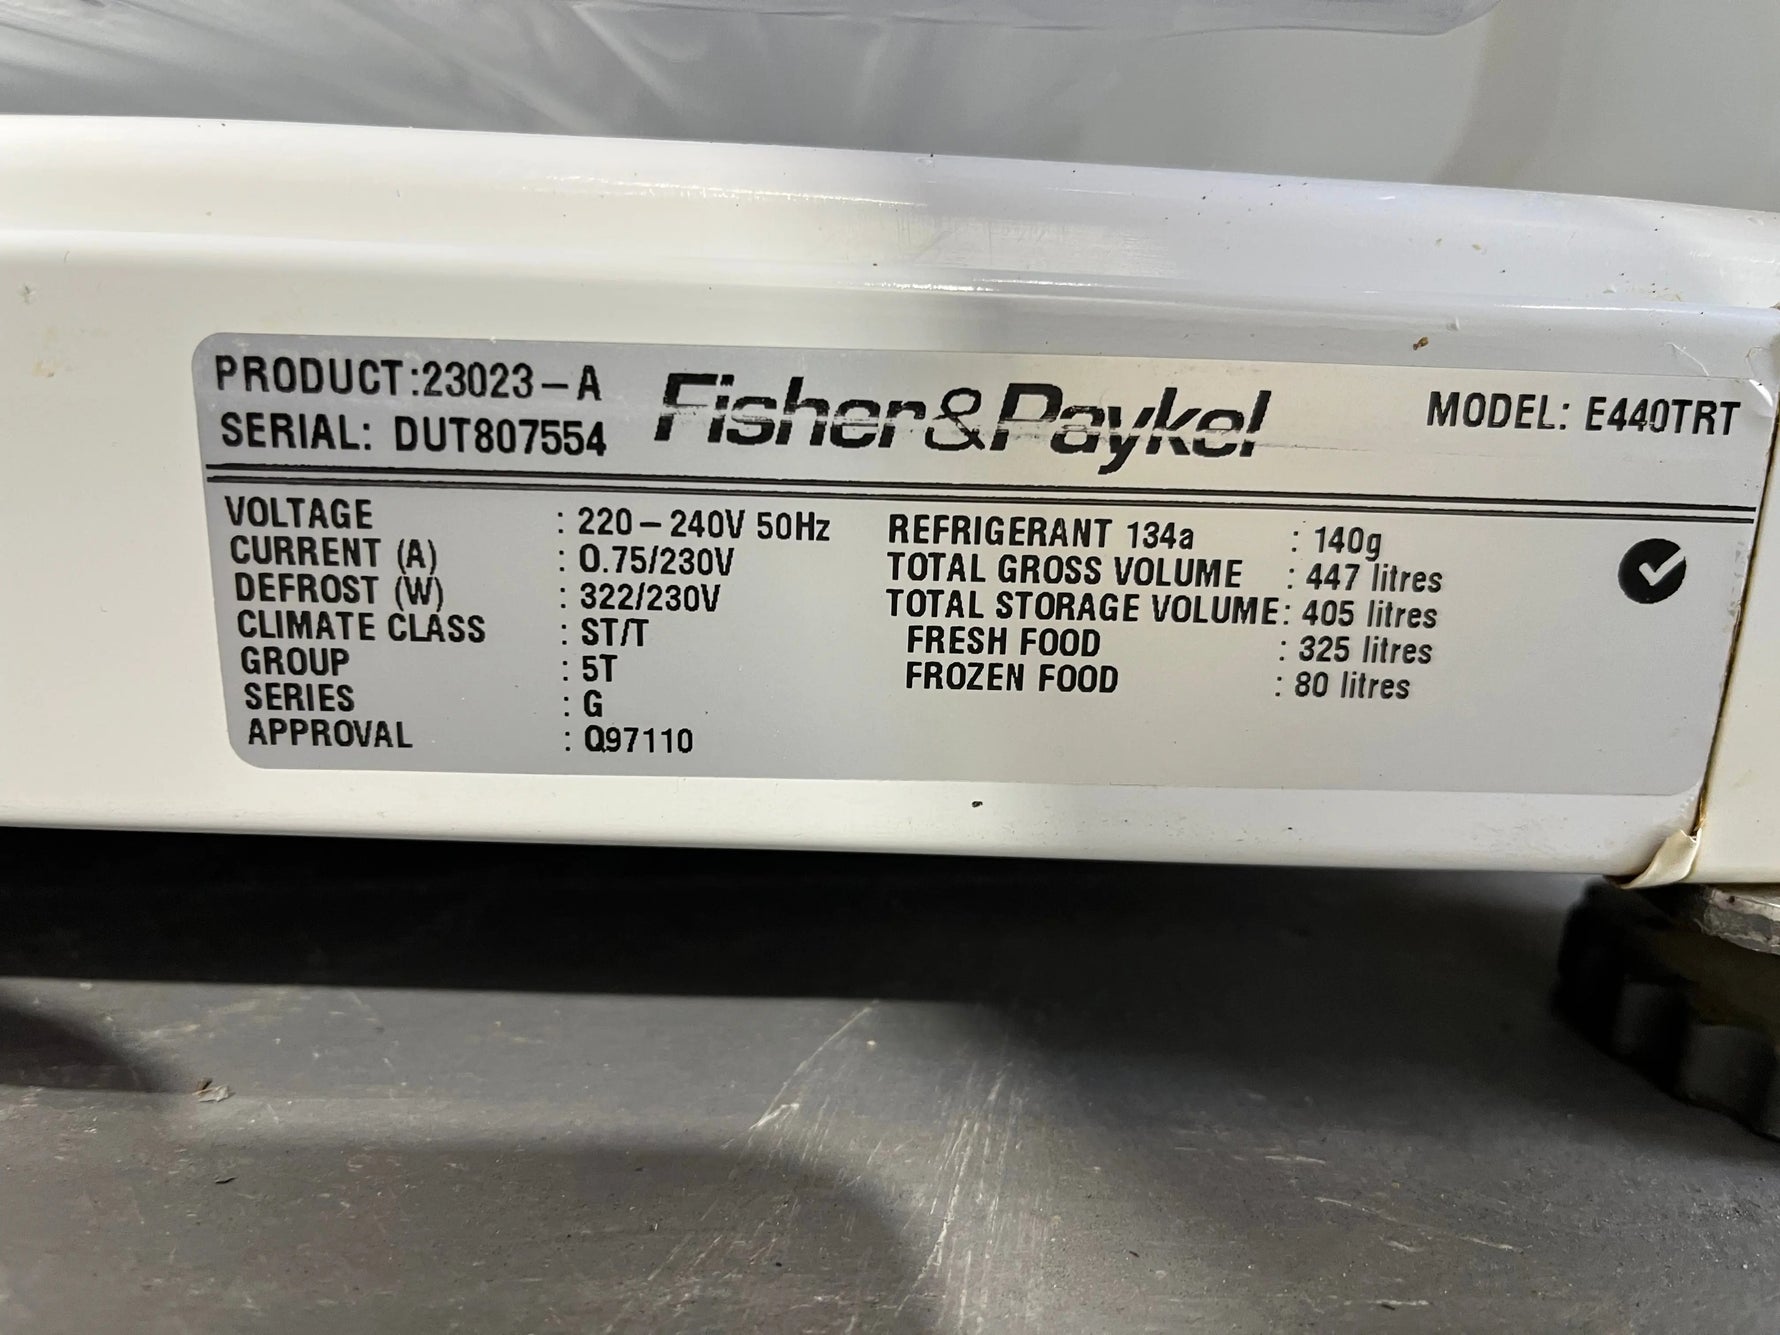 PRODUCT:23023-A
SERIAL: DUT807554
Fisher&Paykel
MODEL: E440TRT
VOLTAGE : 220-240V 50Hz
CURRENT (A) : 0.75/230V
DEFROST (W) : 322/230V
CLIMATE CLASS : ST/T
GROUP : 5T
SERIES : G
APPROVAL : Q97110
REFRIGERANT 134a : 140g
TOTAL GROSS VOLUME : 447 litres
TOTAL STORAGE VOLUME: 405 litres
FRESH FOOD : 325 litres
FROZEN FOOD : 80 litres